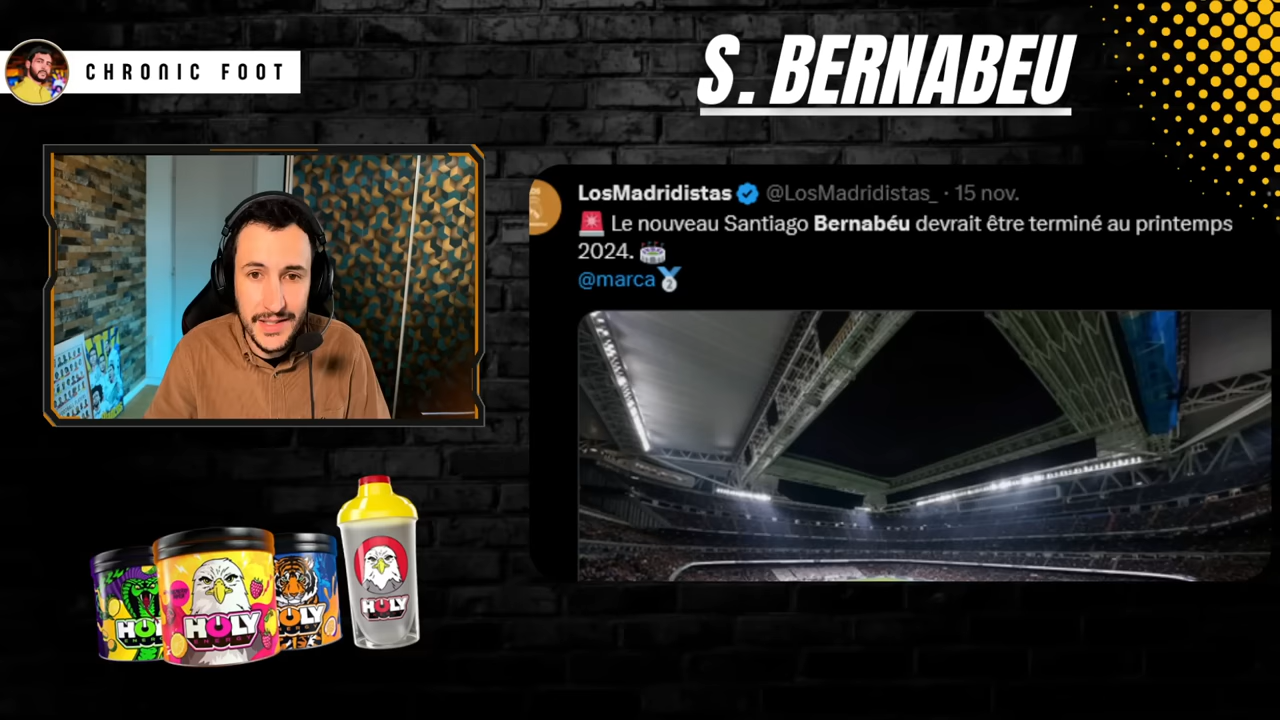 CHRONIC FOOT
S. BERNABEU
LosMadridistas @LosMadridistas_ · 15 nov.
🚨 Le nouveau Santiago Bernabéu devrait être terminé au printemps
2024. 🏟
@marca🥈
HOLY
HOLY
ENERGY
HOLY
HOLY